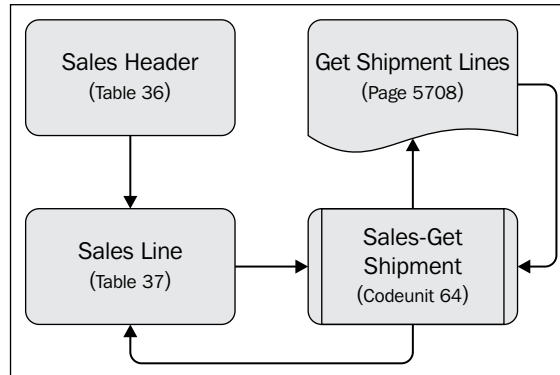 Sales Header
(Table 36)
Get Shipment Lines
(Page 5708)
Sales Line
(Table 37)
Sales-Get
Shipment
(Codeunit 64)